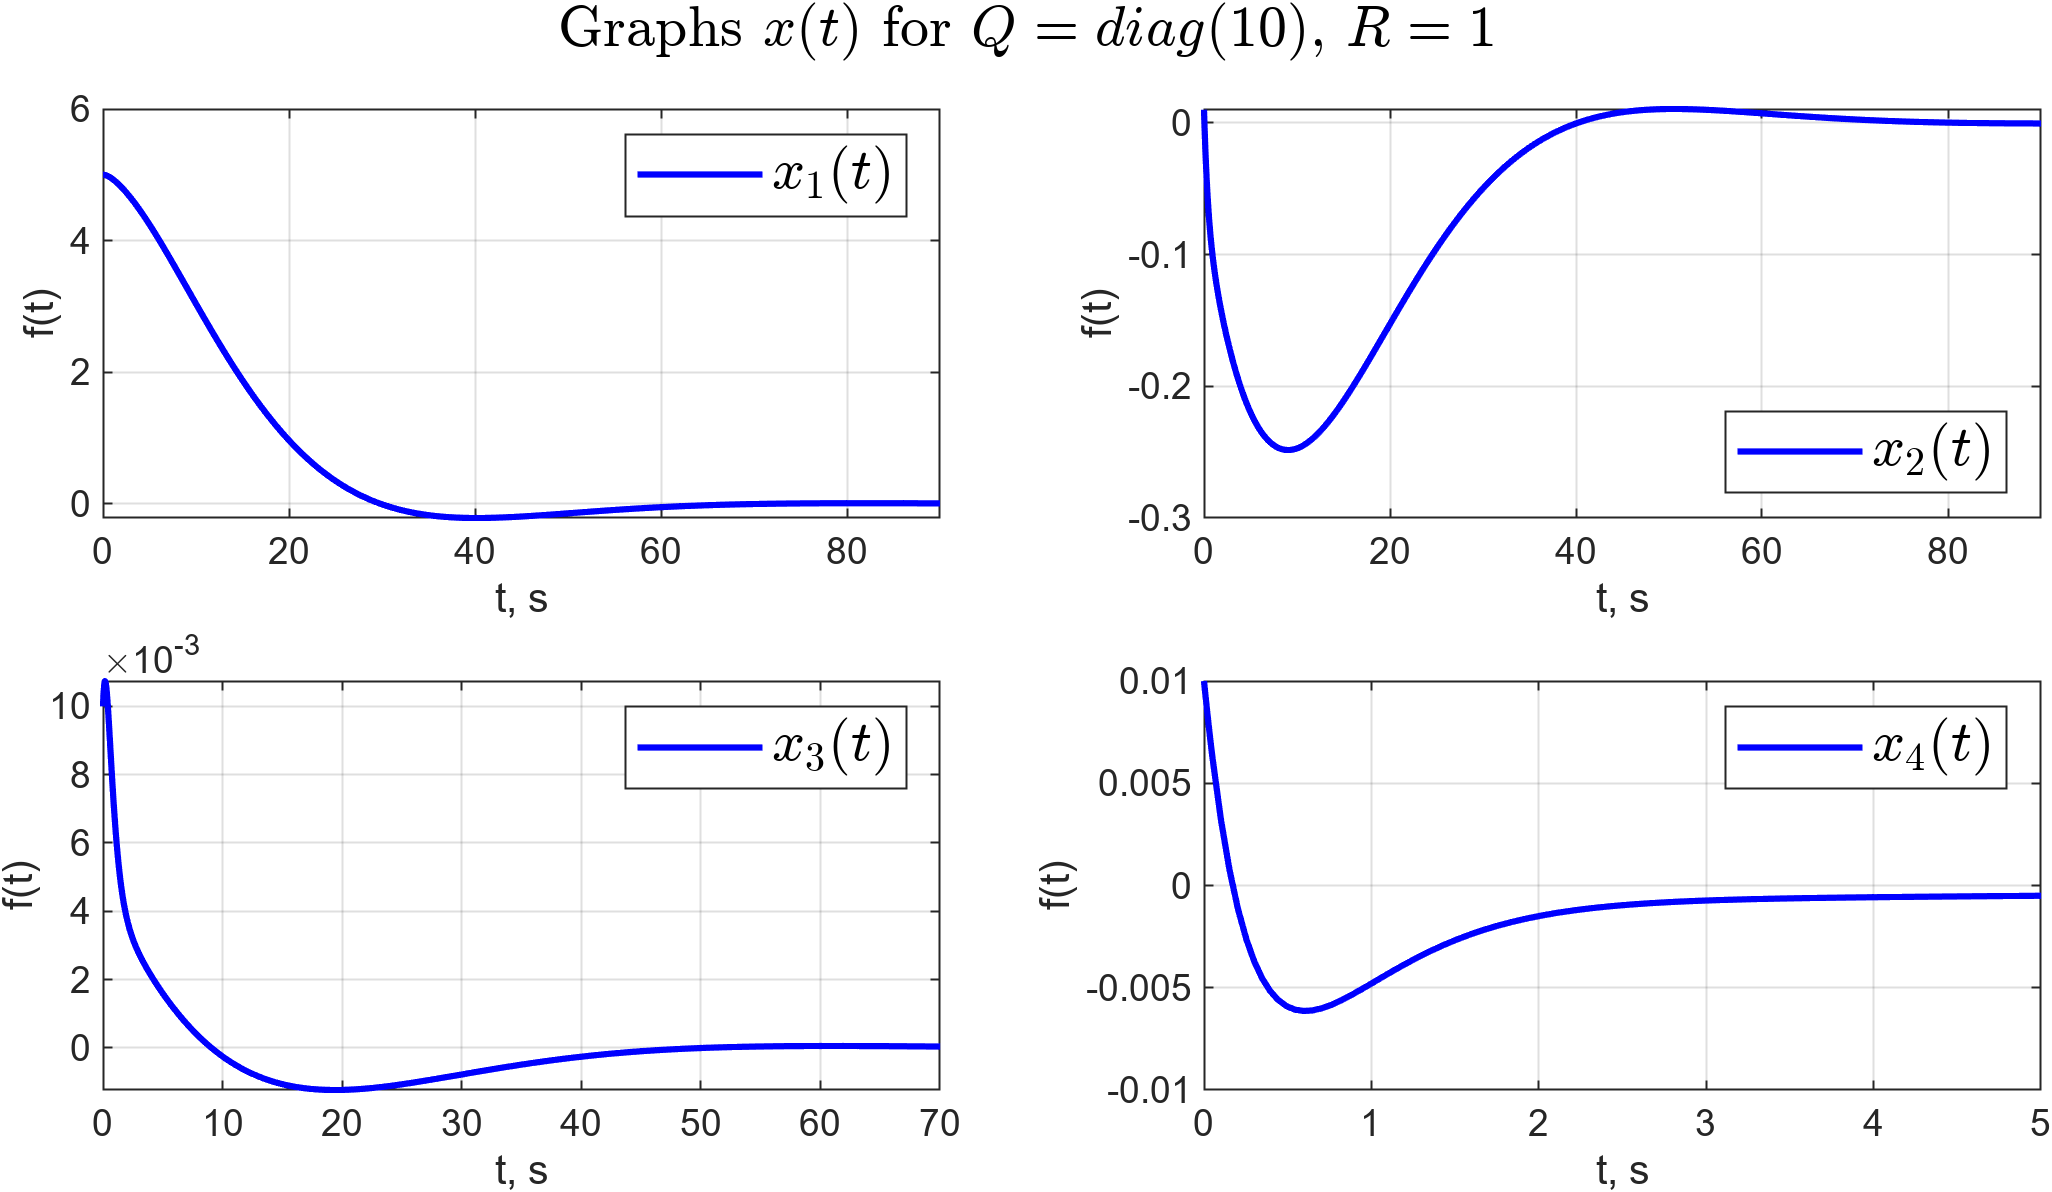 Graphs x(t) for Q = diag(10), R = 1
6
4
2
0
f(t)
x₁(t)
0 20 40 60 80
t, s
0
-0.1
-0.2
-0.3
f(t)
x₂(t)
0 20 40 60 80
t, s
×10⁻³
10
8
6
4
2
0
f(t)
x₃(t)
0 10 20 30 40 50 60 70
t, s
0.01
0.005
0
-0.005
-0.01
f(t)
x₄(t)
0 1 2 3 4 5
t, s